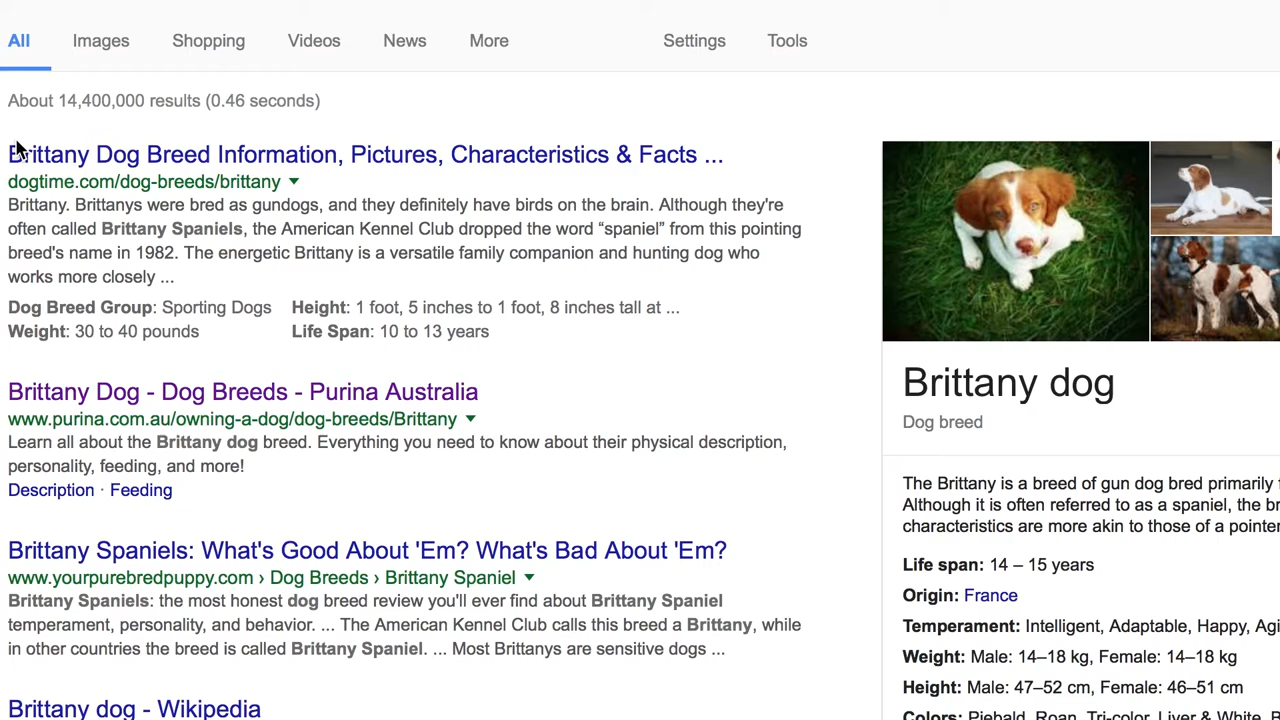 All Images Shopping Videos News More Settings Tools
About 14,400,000 results (0.46 seconds)
Brittany Dog Breed Information, Pictures, Characteristics & Facts ...
dogtime.com/dog-breeds/brittany
Brittany. Brittanys were bred as gundogs, and they definitely have birds on the brain. Although they're
often called Brittany Spaniels, the American Kennel Club dropped the word “spaniel” from this pointing
breed's name in 1982. The energetic Brittany is a versatile family companion and hunting dog who
works more closely ...
Dog Breed Group: Sporting Dogs Height: 1 foot, 5 inches to 1 foot, 8 inches tall at ...
Weight: 30 to 40 pounds Life Span: 10 to 13 years
Brittany Dog - Dog Breeds - Purina Australia
www.purina.com.au/owning-a-dog/dog-breeds/Brittany
Learn all about the Brittany dog breed. Everything you need to know about their physical description,
personality, feeding, and more!
Description · Feeding
Brittany Spaniels: What's Good About 'Em? What's Bad About 'Em?
www.yourpurebredpuppy.com › Dog Breeds › Brittany Spaniel
Brittany Spaniels: the most honest dog breed review you'll ever find about Brittany Spaniel
temperament, personality, and behavior. ... The American Kennel Club calls this breed a Brittany, while
in other countries the breed is called Brittany Spaniel. ... Most Brittanys are sensitive dogs ...
Brittany dog - Wikipedia
Brittany dog
Dog breed
The Brittany is a breed of gun dog bred primarily
Although it is often referred to as a spaniel, the
characteristics are more akin to those of a pointer
Life span: 14 – 15 years
Origin: France
Temperament: Intelligent, Adaptable, Happy,
Weight: Male: 14–18 kg, Female: 14–18 kg
Height: Male: 47–52 cm, Female: 46–51 cm
Colors: Piebald, Roan, Tri-color, Liver & White,